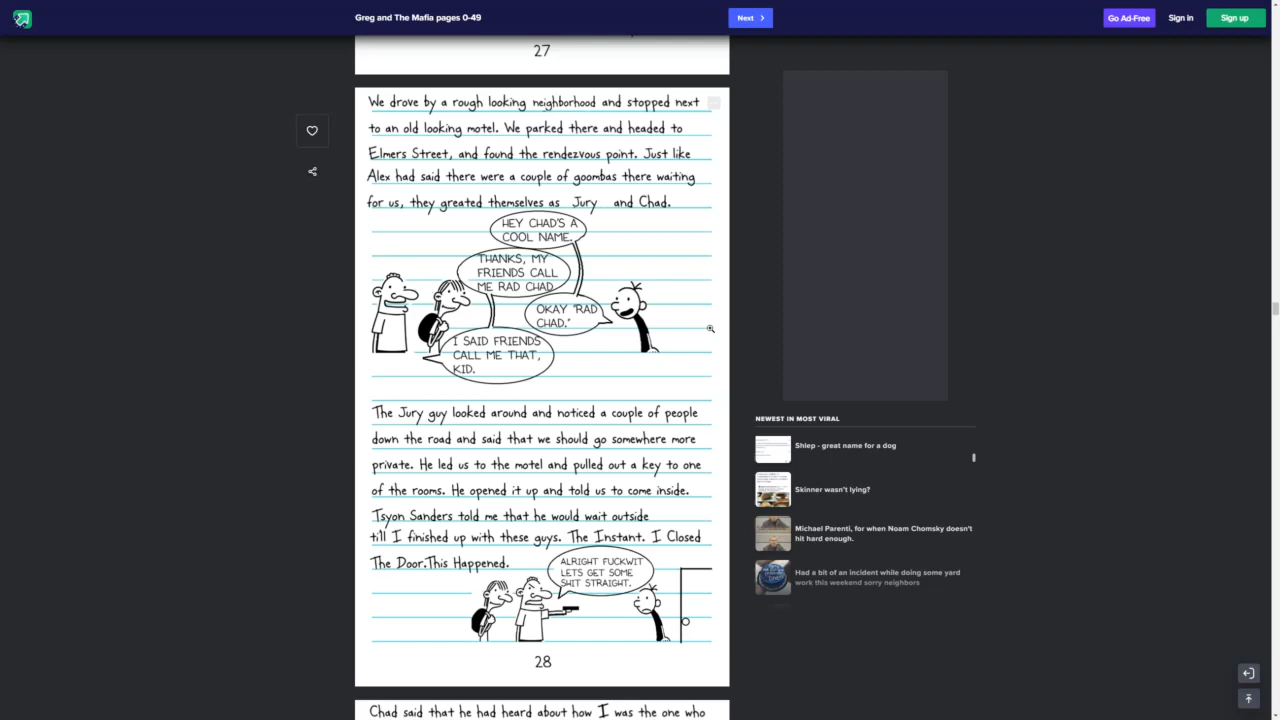 Greg and The Mafia pages 0-49
Next
Go Ad-Free
Sign in
Sign up
27
We drove by a rough looking neighborhood and stopped next
to an old looking motel. We parked there and headed to
Elmers Street, and found the rendezvous point. Just like
Alex had said there were a couple of goombas there waiting
for us, they greated themselves as Jury and Chad.
HEY CHAD'S A
COOL NAME.
THANKS, MY
FRIENDS CALL
ME RAD CHAD
OKAY "RAD
CHAD."
I SAID FRIENDS
CALL ME THAT,
KID.
The Jury guy looked around and noticed a couple of people
down the road and said that we should go somewhere more
private. He led us to the motel and pulled out a key to one
of the rooms. He opened it up and told us to come inside.
Tsyon Sanders told me that he would wait outside
till I finished up with these guys. The Instant. I Closed
The Door.This Happened.
ALRIGHT FUCKWIT
LETS GET SOME
SHIT STRAIGHT.
28
Chad said that he had heard about how I was the one who
NEWEST IN MOST VIRAL
Shlep - great name for a dog
Skinner wasn't lying?
Michael Parenti, for when Noam Chomsky doesn't
hit hard enough.
Had a bit of an incident while doing some yard
work this weekend sorry neighbors